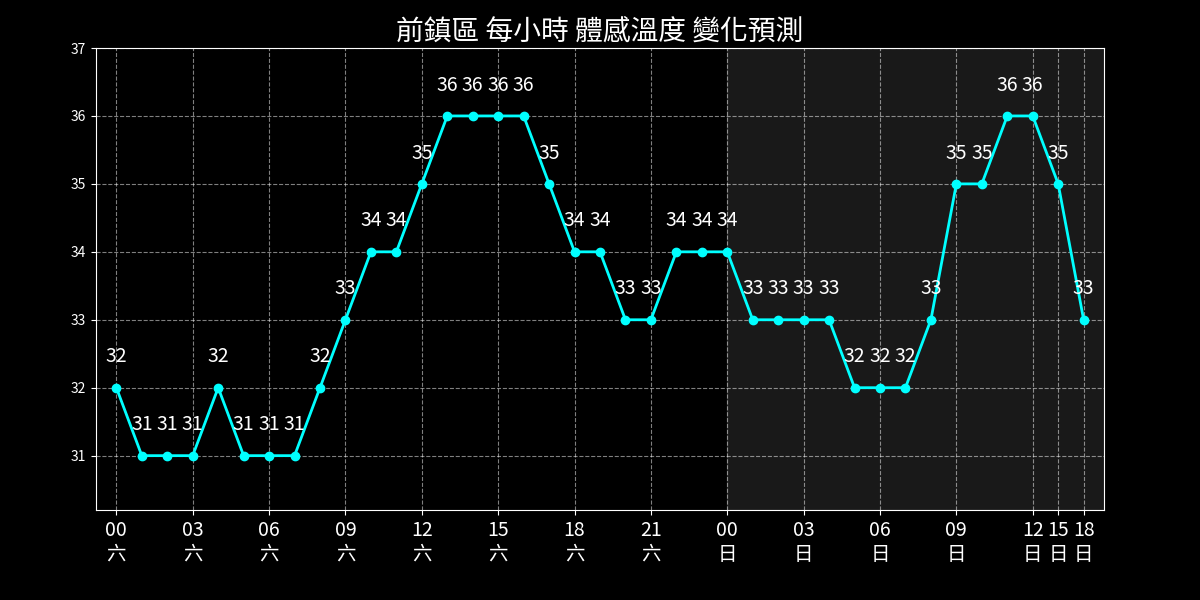 前鎮區 每小時 體感溫度 變化預測
37
36 36 36 36 36 36
36
35 35 35 35 35
35
34 34 34 34 34 34 34
34
33 33 33 33 33 33 33 33 33
33
32 32 32 32 32 32
32
31 31 31 31 31 31
31
00 03 06 09 12 15 18 21 00 03 06 09 12 15 18
六 六 六 六 六 六 六 六 日 日 日 日 日 日 日